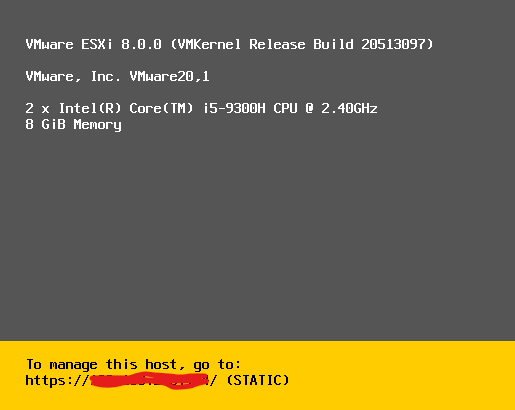 VMware ESXi 8.0.0 (VMKernel Release Build 20513097)
VMware, Inc. VMware20,1
2 x Intel(R) Core(TM) i5-9300H CPU @ 2.40GHz
8 GiB Memory
To manage this host, go to:
https:// / (STATIC)